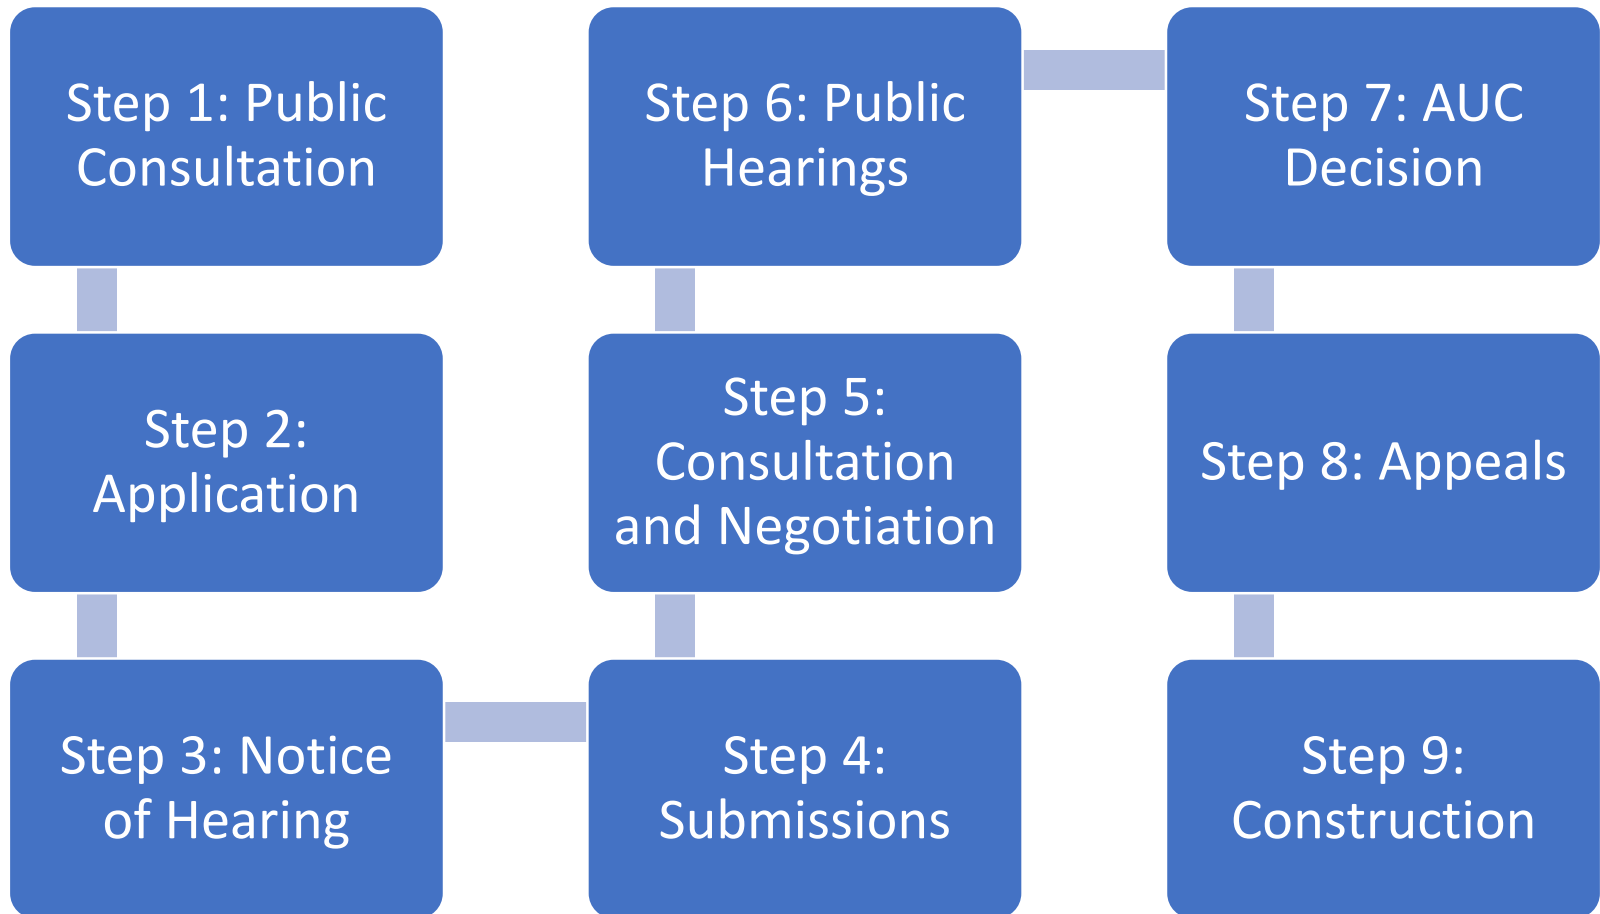 Step 1: Public
Consultation
Step 2:
Application
Step 3: Notice
of Hearing
Step 4:
Submissions
Step 5:
Consultation
and Negotiation
Step 6: Public
Hearings
Step 7: AUC
Decision
Step 8: Appeals
Step 9:
Construction